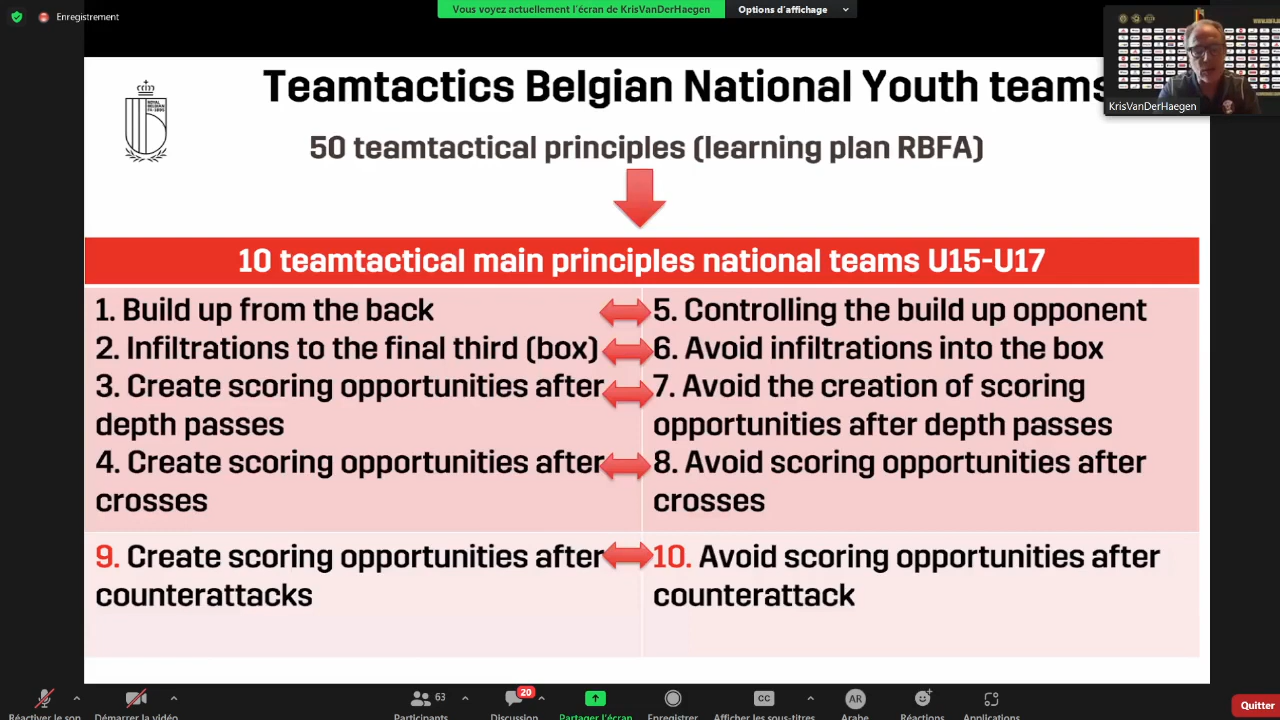 Enregistrement
Vous voyez actuellement l'écran de KrisVanDerHaegen
Options d'affichage
KrisVanDerHaegen
Teamtactics Belgian National Youth teams
50 teamtactical principles (learning plan RBFA)
10 teamtactical main principles national teams U15-U17
1. Build up from the back
2. Infiltrations to the final third (box)
3. Create scoring opportunities after
depth passes
4. Create scoring opportunities after
crosses
5. Controlling the build up opponent
6. Avoid infiltrations into the box
7. Avoid the creation of scoring
opportunities after depth passes
8. Avoid scoring opportunities after
crosses
9. Create scoring opportunities after
counterattacks
10. Avoid scoring opportunities after
counterattack
Réactiver le son
Démarrer la vidéo
63
Participants
20
Discussion
Partager l'écran
Enregistrer
CC
Afficher les sous-titres
AR
Arabe
Réactions
Applications
Quitter